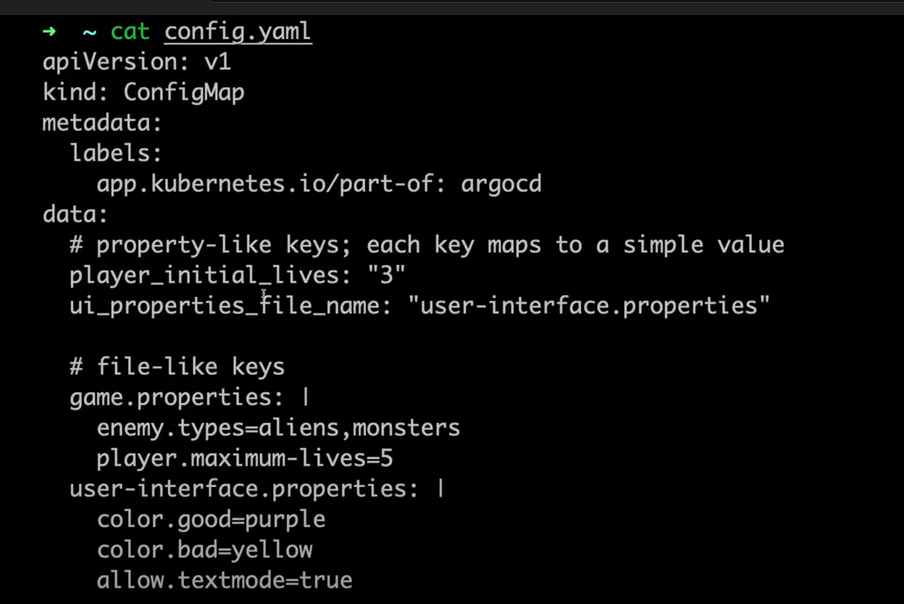 ➜  ~ cat config.yaml
apiVersion: v1
kind: ConfigMap
metadata:
  labels:
    app.kubernetes.io/part-of: argocd
data:
  # property-like keys; each key maps to a simple value
  player_initial_lives: "3"
  ui_properties_file_name: "user-interface.properties"

  # file-like keys
  game.properties: |
    enemy.types=aliens,monsters
    player.maximum-lives=5
  user-interface.properties: |
    color.good=purple
    color.bad=yellow
    allow.textmode=true